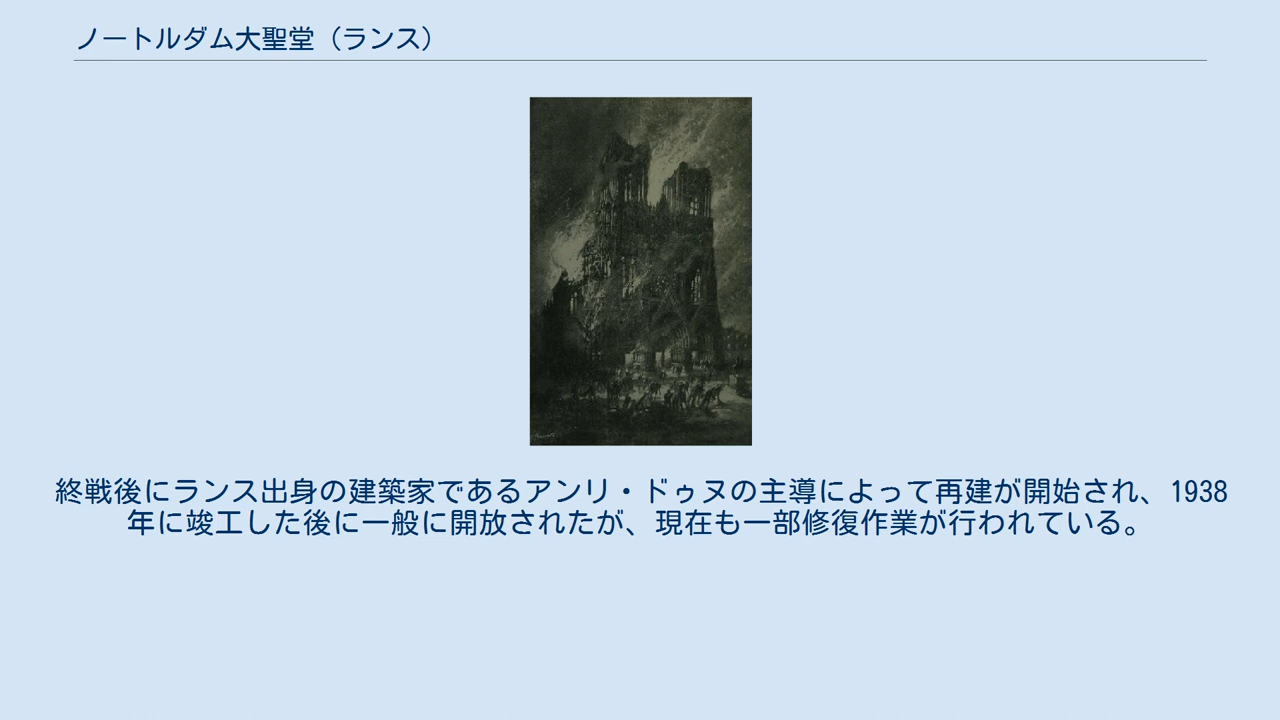 ノートルダム大聖堂（ランス）
終戦後にランス出身の建築家であるアンリ・ドゥヌの主導によって再建が開始され、1938
年に竣工した後に一般に開放されたが、現在も一部修復作業が行われている。